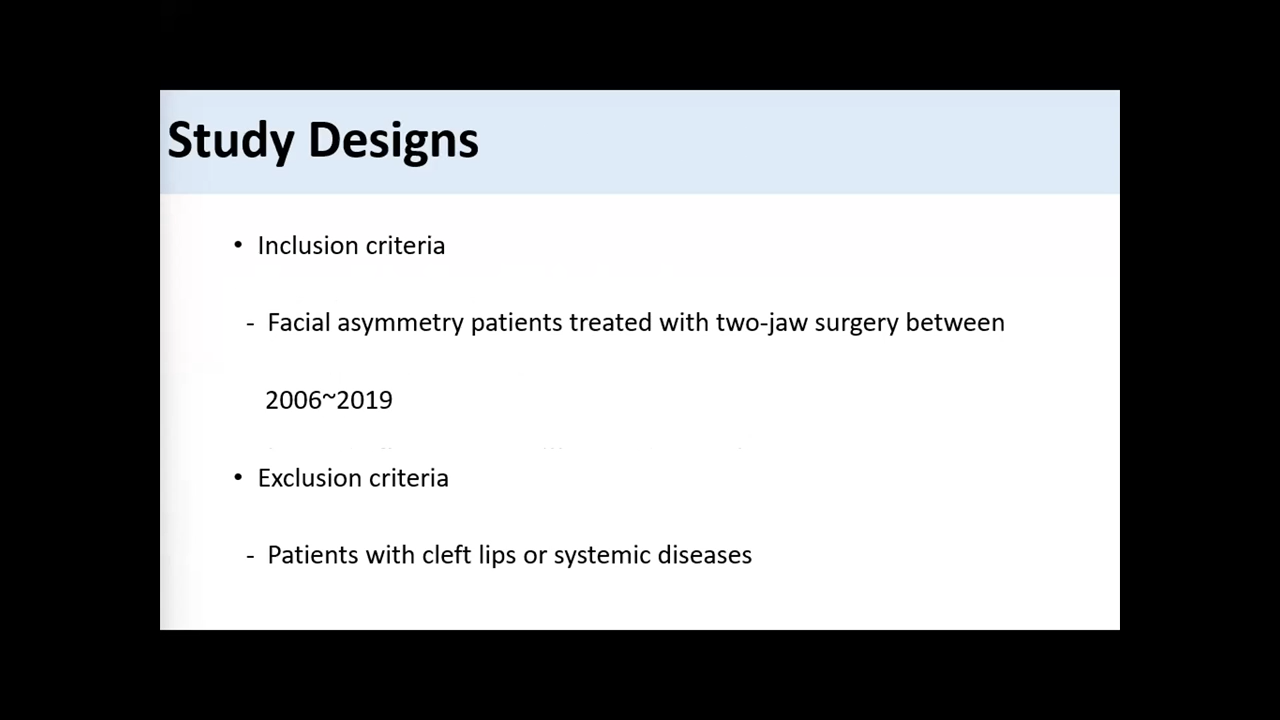 Study Designs
• Inclusion criteria
- Facial asymmetry patients treated with two-jaw surgery between
2006~2019
• Exclusion criteria
- Patients with cleft lips or systemic diseases